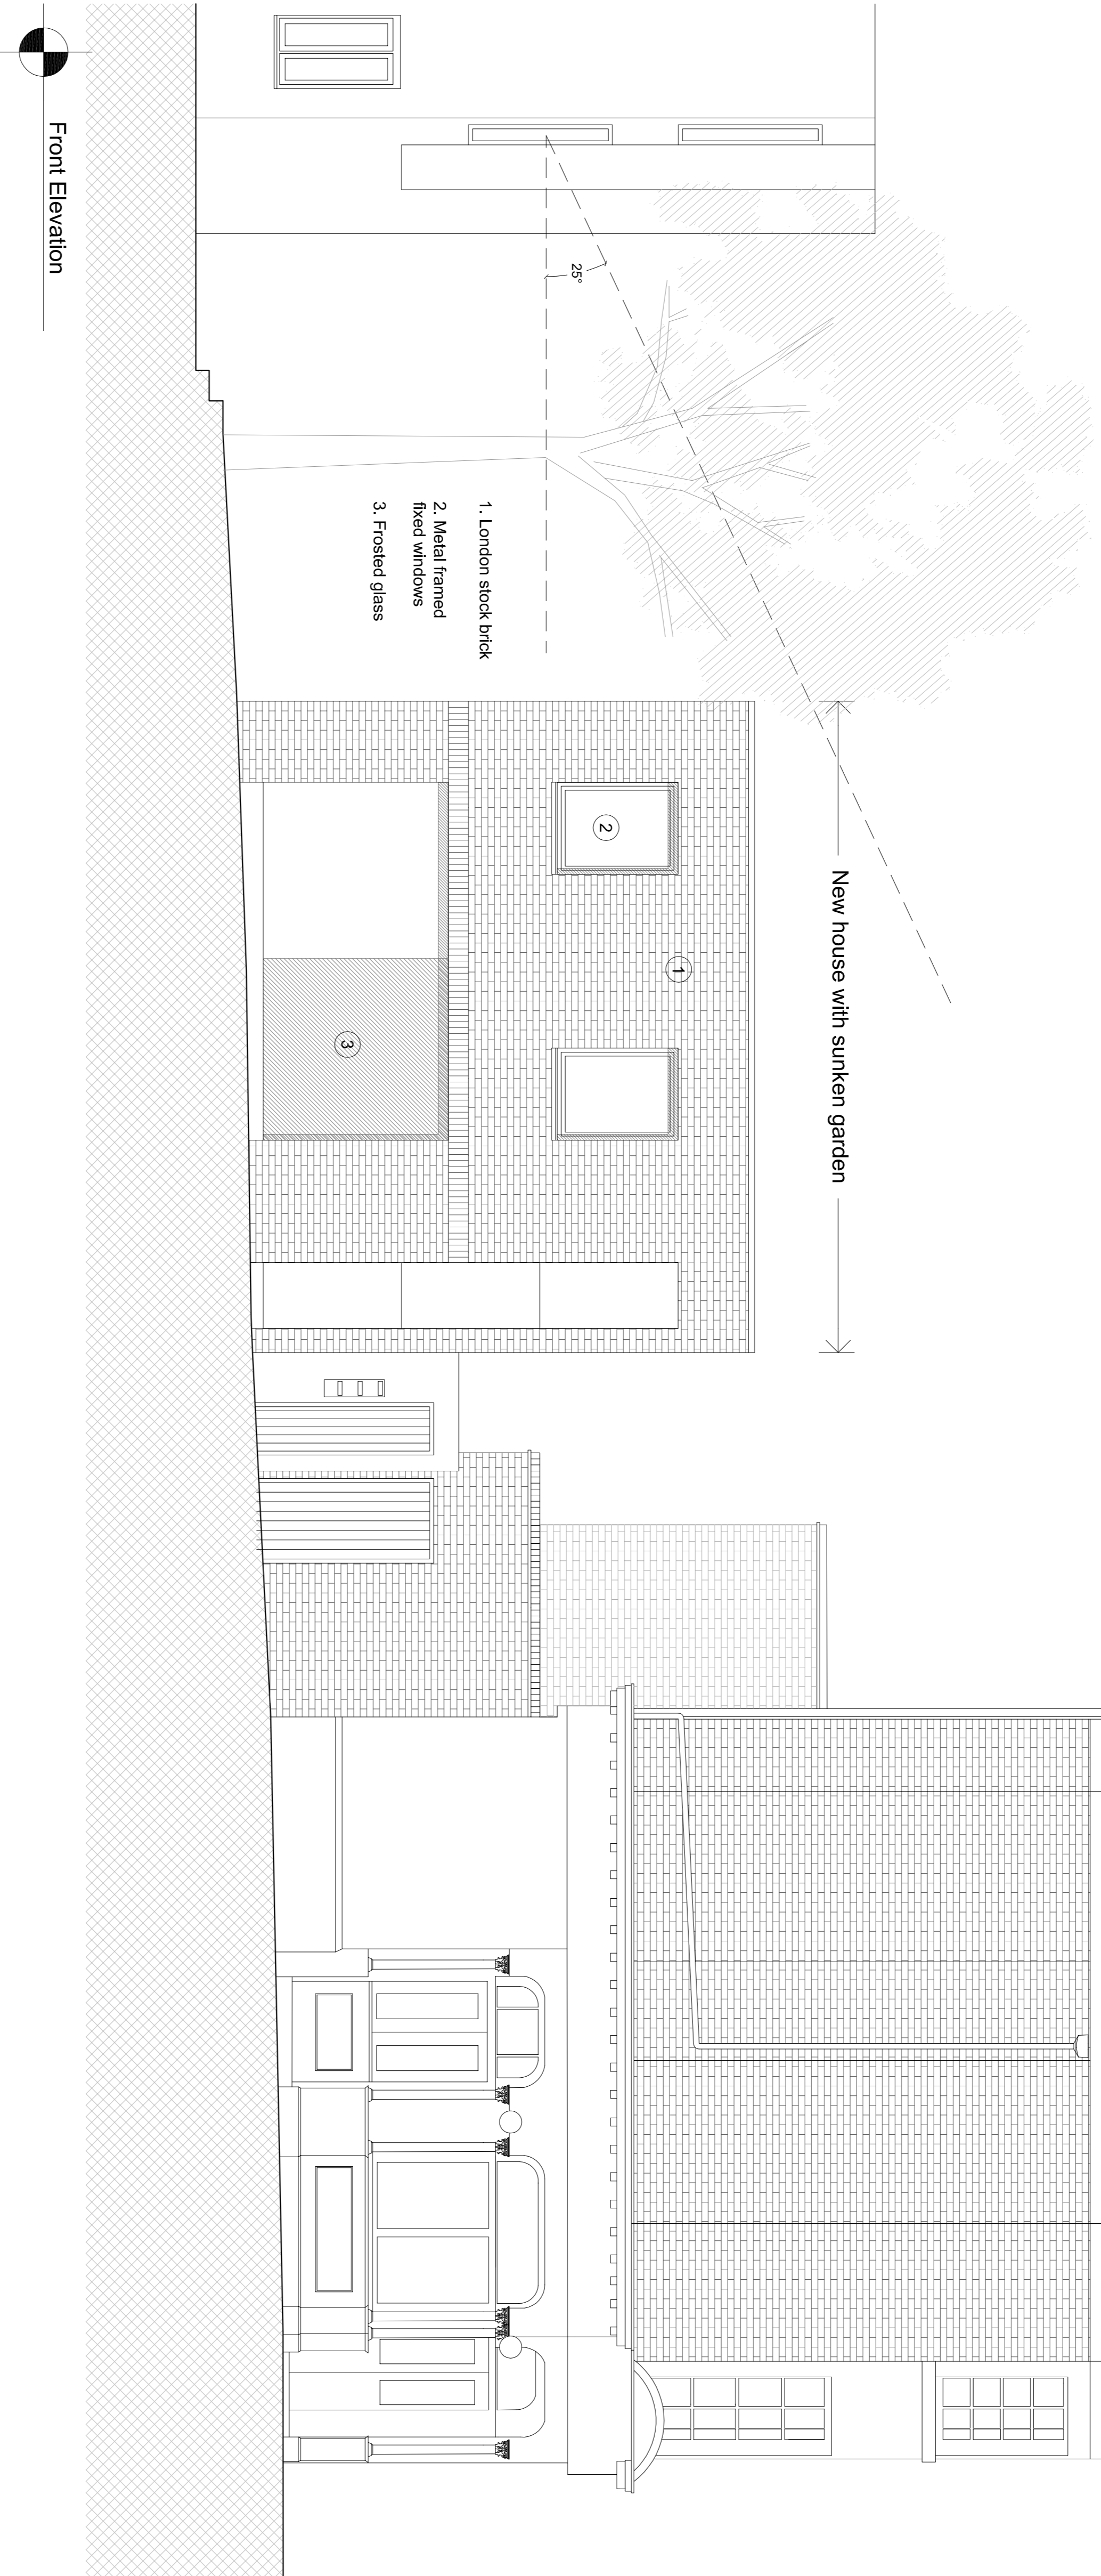 New house with sunken garden
25°
1. London stock brick
2. Metal framed
fixed windows
3. Frosted glass
1
2
3
Front Elevation